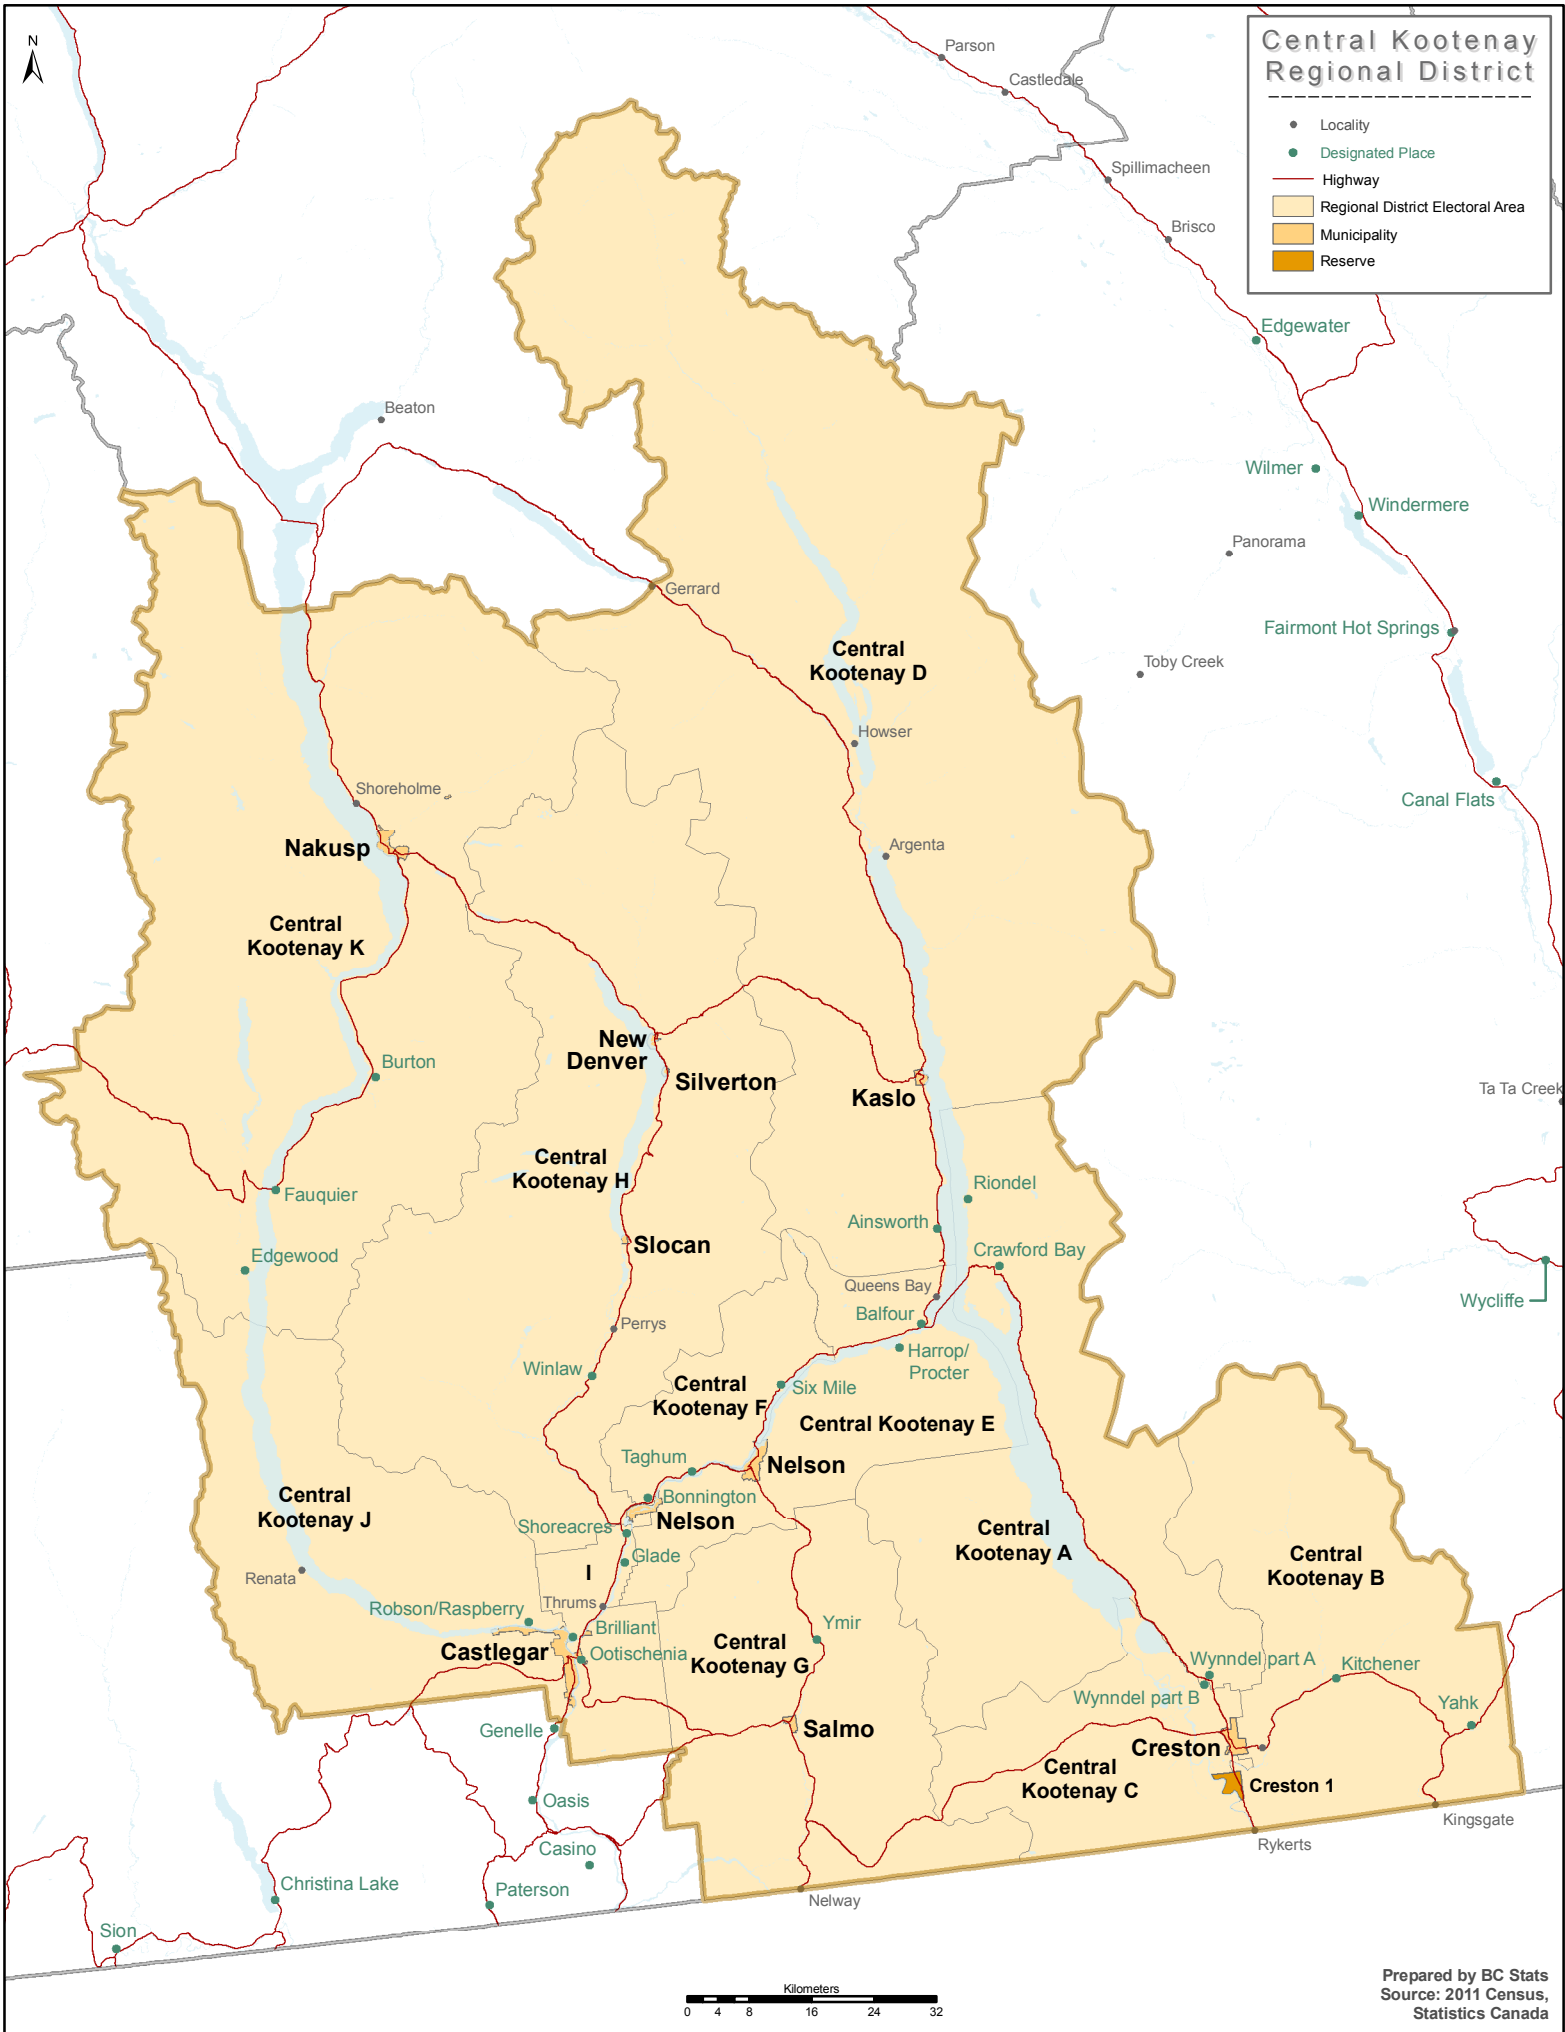 N
Central Kootenay
Regional District
Locality
Designated Place
Highway
Regional District Electoral Area
Municipality
Reserve
Parson
Castledale
Spillimacheen
Brisco
Edgewater
Beaton
Wilmer
Windermere
Panorama
Gerrard
Fairmont Hot Springs
Central
Kootenay D
Toby Creek
Howser
Shoreholme
Canal Flats
Nakusp
Argenta
Central
Kootenay K
New
Denver
Burton
Silverton
Kaslo
Ta Ta Creek
Central
Kootenay H
Riondel
Fauquier
Ainsworth
Slocan
Crawford Bay
Edgewood
Queens Bay
Wycliffe
Balfour
Perrys
Harrop/
Procter
Winlaw
Six Mile
Central
Kootenay F
Central Kootenay E
Taghum
Nelson
Bonnington
Central
Kootenay J
Nelson
Shoreacres
Central
Kootenay A
Glade
Central
Kootenay B
I
Renata
Thrums
Robson/Raspberry
Brilliant
Ymir
Castlegar
Ootischenia
Central
Kootenay G
Wynndel part A
Kitchener
Wynndel part B
Yahk
Genelle
Salmo
Creston
Central
Kootenay C
Creston 1
Oasis
Kingsgate
Rykerts
Casino
Christina Lake
Paterson
Nelway
Sion
Kilometers
0 4 8 16 24 32
Prepared by BC Stats
Source: 2011 Census,
Statistics Canada